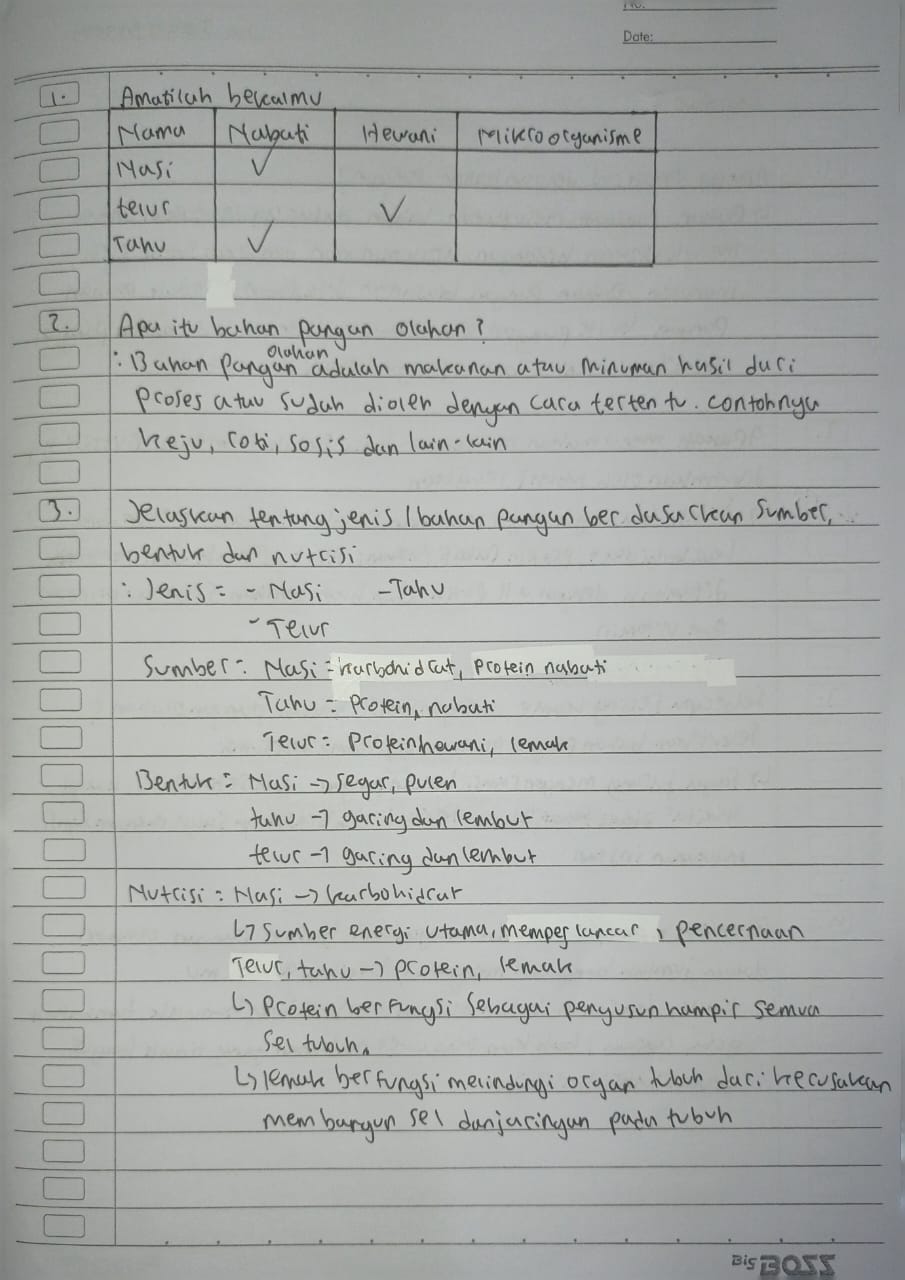 No.
Date:
1. Amatilah bekalmu
Nama Nabati Hewani Mikroorganisme
Nasi ✓
telur ✓
Tahu ✓
2. Apa itu bahan pangan olahan?
: Bahan Pangan olahan adalah makanan atau minuman hasil dari
proses atau sudah dioleh dengan cara tertentu. contohnya
keju, roti, sosis dan lain-lain
3. Jelaskan tentang jenis / bahan pangan berdasarkan sumber,
bentuk dan nutrisi
: Jenis = - Nasi - Tahu
- Telur
Sumber = Nasi = karbohidrat, protein nabati
Tahu = Protein, nabati
Telur = Protein hewani, lemak
Bentuk = Nasi -> segar, pulen
tahu -> garing dan lembut
telur -> garing dan lembut
Nutrisi = Nasi -> karbohidrat
↳ sumber energi utama, memperlancar, pencernaan
Telur, tahu -> protein, lemak
↳ Protein berfungsi sebagai penyusun hampir semua
sel tubuh.
↳ lemak berfungsi melindungi organ tubuh dari kerusakan
membangun sel dan jaringan pada tubuh
Big BOSS